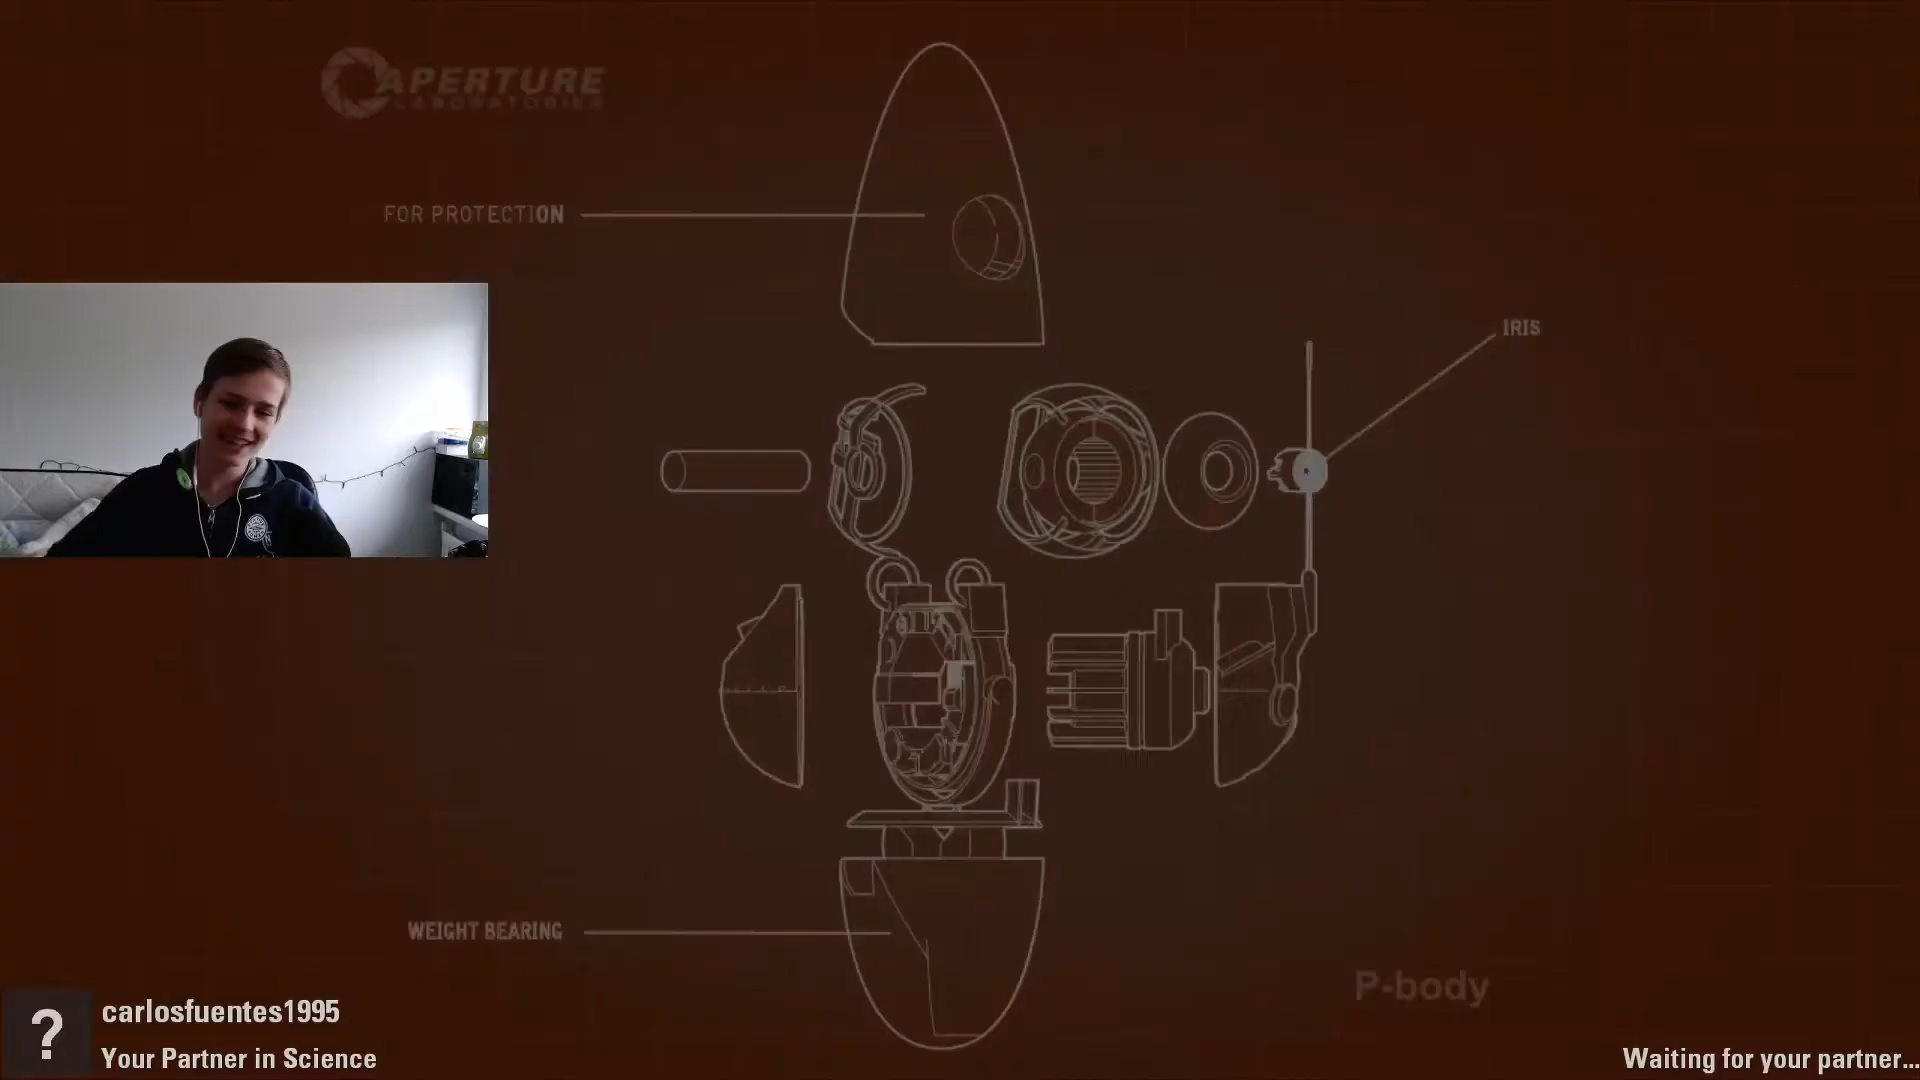 APERTURE
LABORATORIES
FOR PROTECTION
IRIS
WEIGHT BEARING
P-body
?
carlosfuentes1995
Your Partner in Science
Waiting for your partner...